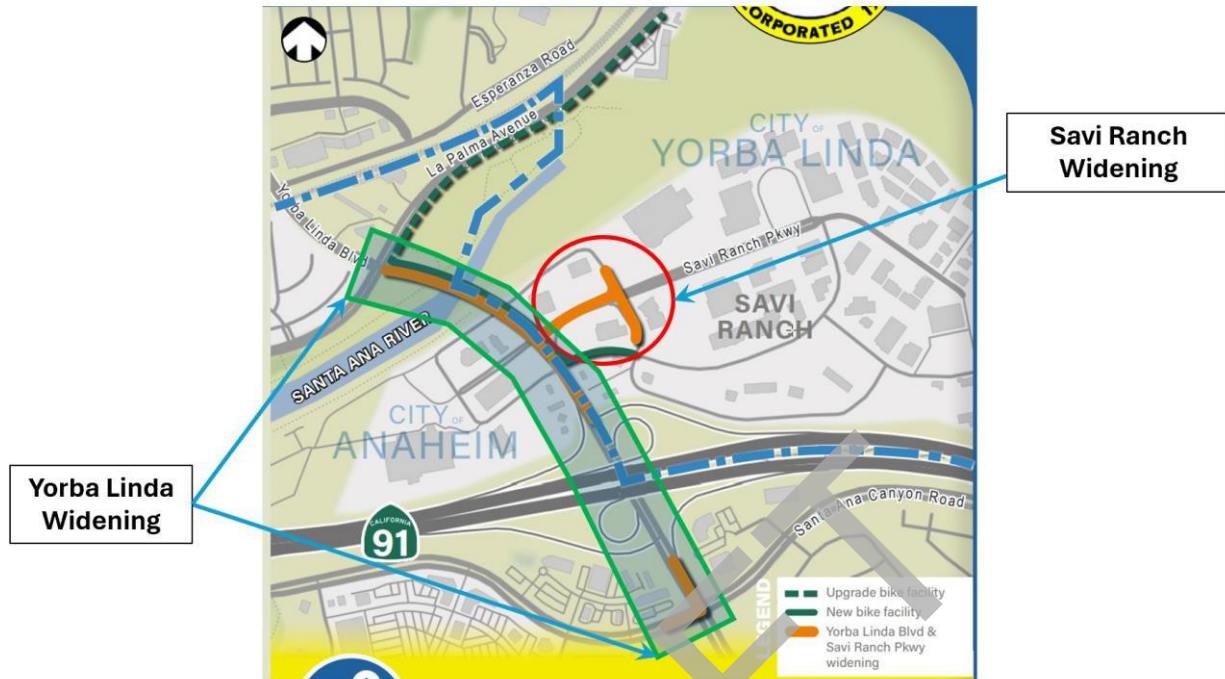 CORPORATED
Esperanza Road
La Palma Avenue
CITY OF
YORBA LINDA
Savi Ranch
Widening
Yorba Linda Blvd
Savi Ranch Pkwy
SAVI
RANCH
SANTA ANA RIVER
CITY OF
ANAHEIM
Yorba Linda
Widening
CALIFORNIA
91
Santa Ana Canyon Road
LEGEND
Upgrade bike facility
New bike facility
Yorba Linda Blvd &
Savi Ranch Pkwy
widening